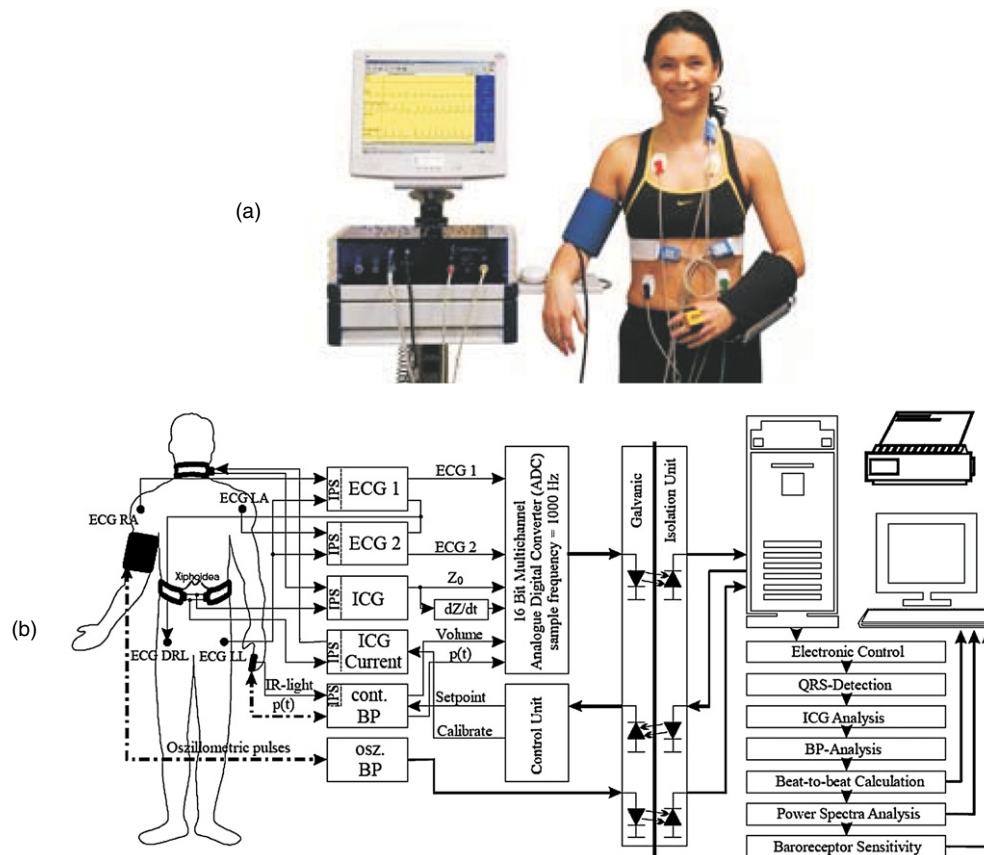 (a)
(b)
ECG RA
ECG LA
Xiphoidea
ECG DRL
ECG LL
IR-light
p(t)
Oszillometric pulses
IPS
ECG 1
IPS
ECG 2
IPS
ICG
IPS
ICG
Current
IPS
cont.
BP
osz.
BP
ECG 1
ECG 2
Z0
dZ/dt
Volume
p(t)
Setpoint
Calibrate
16 Bit Multichannel
Analogue Digital Converter (ADC)
sample frequency = 1000 Hz
Control Unit
Galvanic
Isolation Unit
Electronic Control
QRS-Detection
ICG Analysis
BP-Analysis
Beat-to-beat Calculation
Power Spectra Analysis
Baroreceptor Sensitivity